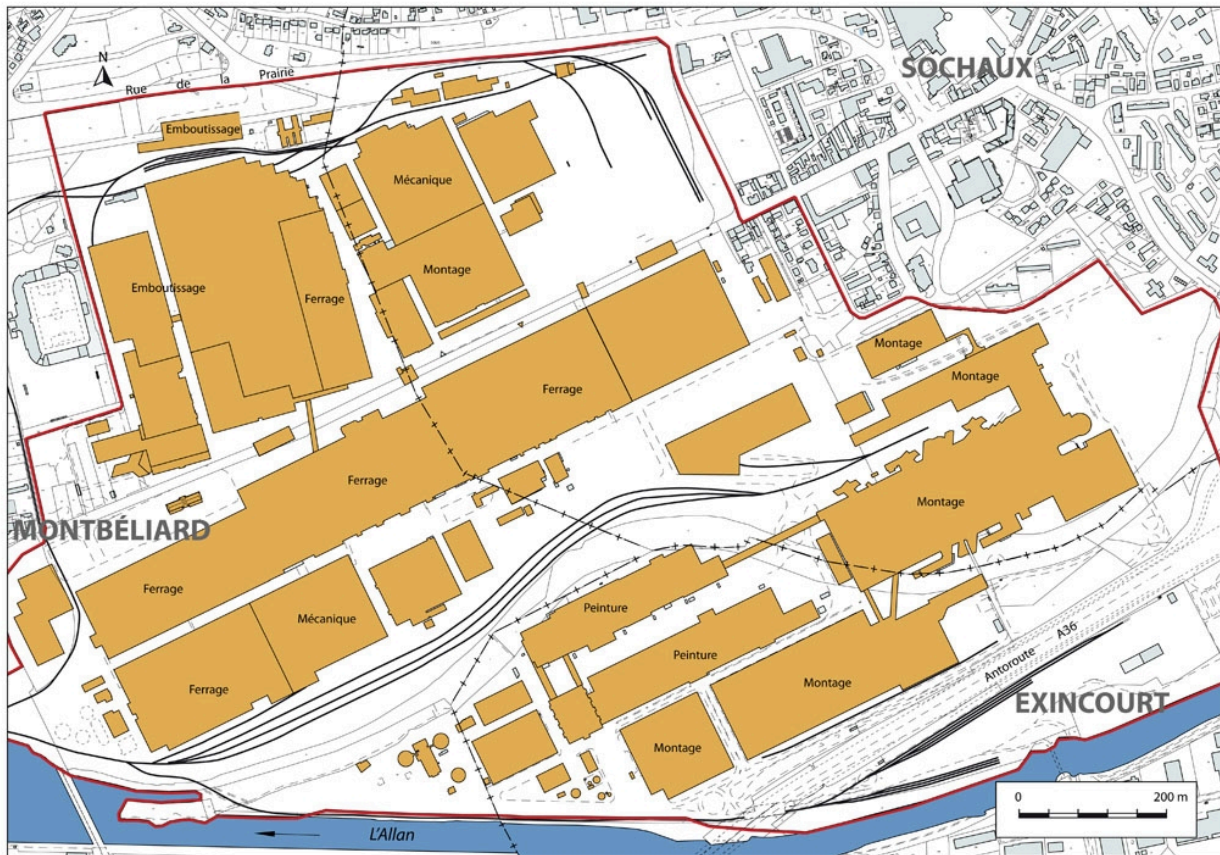 SOCHAUX
N
Rue de la Prairie
Emboutissage
Mécanique
Montage
Emboutissage
Ferrage
Montage
Montage
Ferrage
Ferrage
Montage
MONTBÉLIARD
Ferrage
Mécanique
Peinture
Peinture
Ferrage
Montage
Montage
Antoroute
A36
EXINCOURT
0
200 m
L'Allan